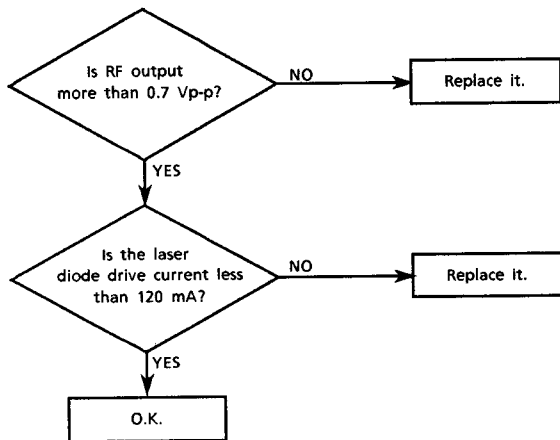 Is RF output
more than 0.7 Vp-p?
NO
Replace it.
YES
Is the laser
diode drive current less
than 120 mA?
NO
Replace it.
YES
O.K.